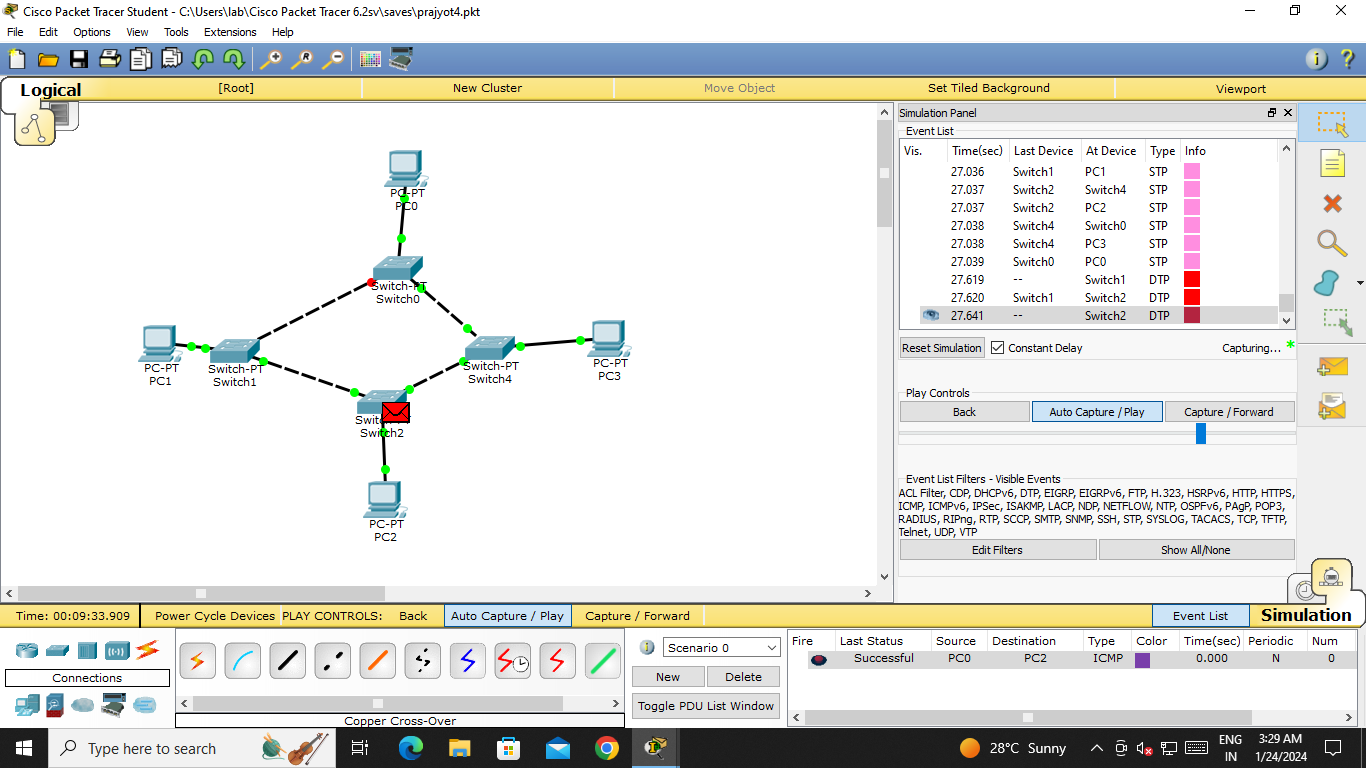 Cisco Packet Tracer Student - C:\Users\lab\Cisco Packet Tracer 6.2sv\saves\prajyot4.pkt
File Edit Options View Tools Extensions Help
Logical [Root] New Cluster Move Object Set Tiled Background Viewport
PC-PT
PC0
Switch-PT
Switch0
PC-PT
PC1
Switch-PT
Switch1
Switch-PT
Switch4
PC-PT
PC3
Switch2
PC-PT
PC2
Simulation Panel
Event List
Vis. Time(sec) Last Device At Device Type Info
27.036 Switch1 PC1 STP
27.037 Switch2 Switch4 STP
27.037 Switch2 PC2 STP
27.038 Switch4 Switch0 STP
27.038 Switch4 PC3 STP
27.039 Switch0 PC0 STP
27.619 -- Switch1 DTP
27.620 Switch1 Switch2 DTP
27.641 -- Switch2 DTP
Reset Simulation Constant Delay Capturing... *
Play Controls
Back Auto Capture / Play Capture / Forward
Event List Filters - Visible Events
ACL Filter, CDP, DHCPv6, DTP, EIGRP, EIGRPv6, FTP, H.323, HSRPv6, HTTP, HTTPS,
ICMP, ICMPv6, IPSec, ISAKMP, LACP, NDP, NETFLOW, NTP, OSPFv6, PAgP, POP3,
RADIUS, RIPng, RTP, SCCP, SMTP, SNMP, SSH, STP, SYSLOG, TACACS, TCP, TFTP,
Telnet, UDP, VTP
Edit Filters Show All/None
Time: 00:09:33.909 Power Cycle Devices PLAY CONTROLS: Back Auto Capture / Play Capture / Forward Event List Simulation
Connections
Copper Cross-Over
Scenario 0
New Delete
Toggle PDU List Window
Fire Last Status Source Destination Type Color Time(sec) Periodic Num
Successful PC0 PC2 ICMP 0.000 N 0
Type here to search
28°C Sunny
ENG
IN
3:29 AM
1/24/2024